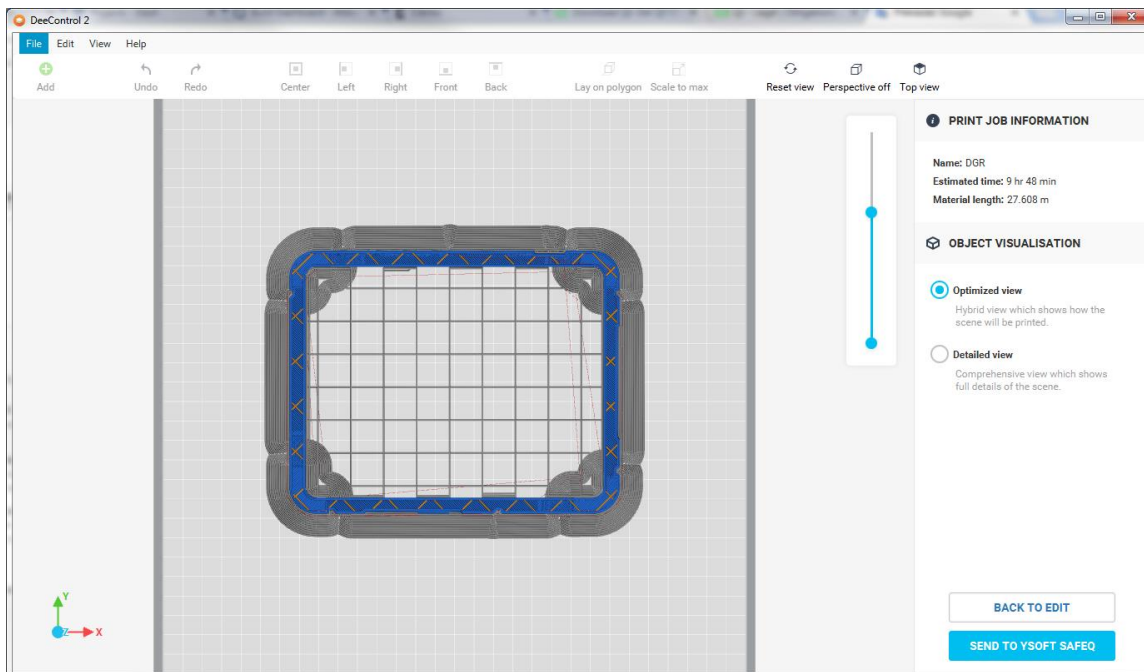 DeeControl 2
File Edit View Help
Add Undo Redo Center Left Right Front Back Lay on polygon Scale to max Reset view Perspective off Top view
PRINT JOB INFORMATION
Name: DGR
Estimated time: 9 hr 48 min
Material length: 27.608 m
OBJECT VISUALISATION
Optimized view
Hybrid view which shows how the
scene will be printed.
Detailed view
Comprehensive view which shows
full details of the scene.
Y
Z X
BACK TO EDIT
SEND TO YSOFT SAFEQ